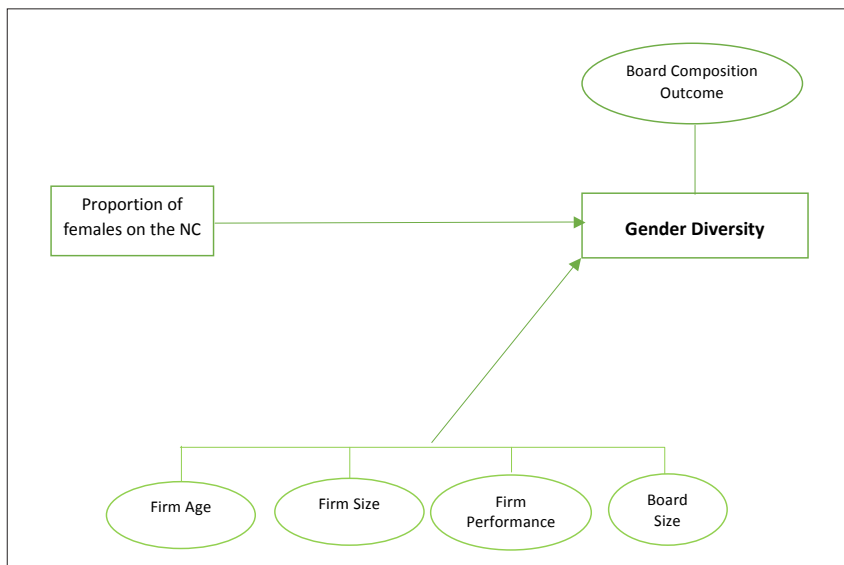 Board Composition
Outcome
Proportion of
females on the NC
Gender Diversity
Firm Age
Firm Size
Firm
Performance
Board
Size